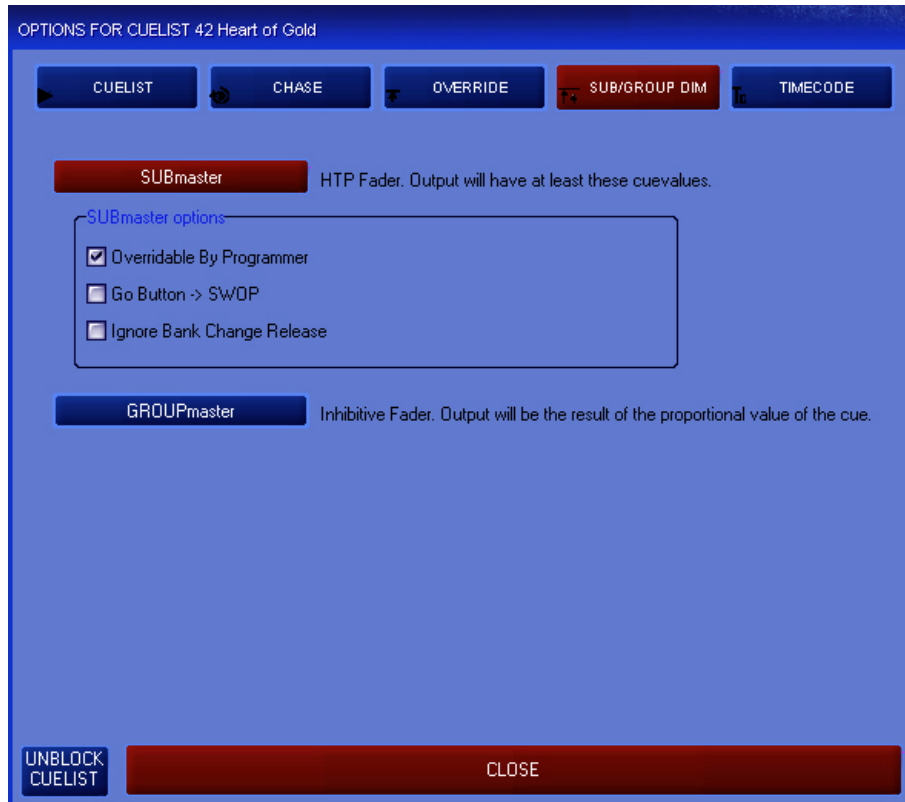 OPTIONS FOR CUELIST 42 Heart of Gold
CUELIST
CHASE
OVERRIDE
SUB/GROUP DIM
Tc
TIMECODE
SUBmaster
HTP Fader. Output will have at least these cuevalues.
SUBmaster options
Overridable By Programmer
Go Button -> SWOP
Ignore Bank Change Release
GROUPmaster
Inhibitive Fader. Output will be the result of the proportional value of the cue.
UNBLOCK
CUELIST
CLOSE